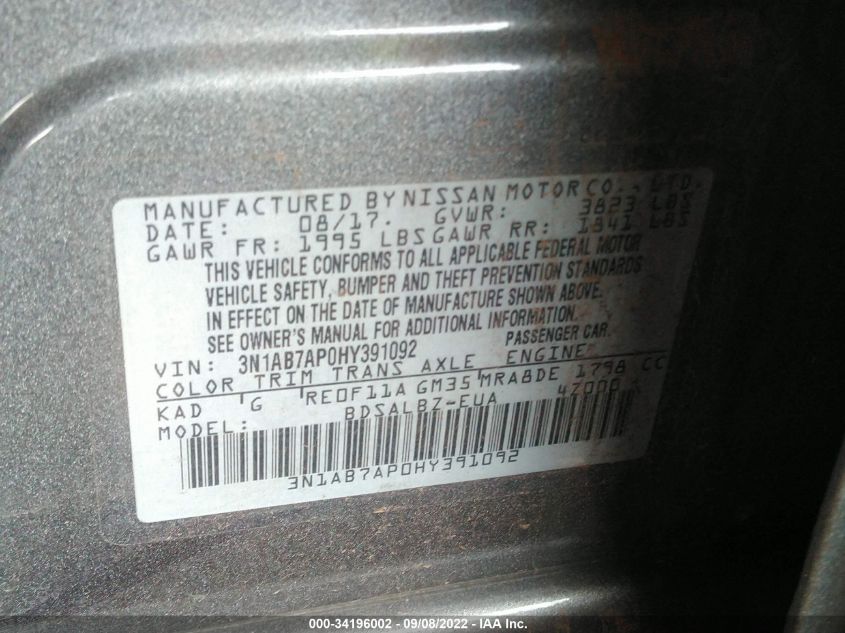 MANUFACTURED BY NISSAN MOTOR CO., LTD.
DATE: 08/17. GVWR: 3823 LBS
GAWR FR: 1995 LBS GAWR RR: 1841 LBS
THIS VEHICLE CONFORMS TO ALL APPLICABLE FEDERAL MOTOR
VEHICLE SAFETY, BUMPER AND THEFT PREVENTION STANDARDS
IN EFFECT ON THE DATE OF MANUFACTURE SHOWN ABOVE.
SEE OWNER'S MANUAL FOR ADDITIONAL INFORMATION.
VIN: 3N1AB7AP0HY391092 PASSENGER CAR.
COLOR TRIM TRANS AXLE ENGINE
KAD G RE0F11A GM35 MRA8DE 1798 CC
MODEL: BDSALBZ-EUA 47000
3N1AB7AP0HY391092
000-34196002 - 09/08/2022 - IAA Inc.